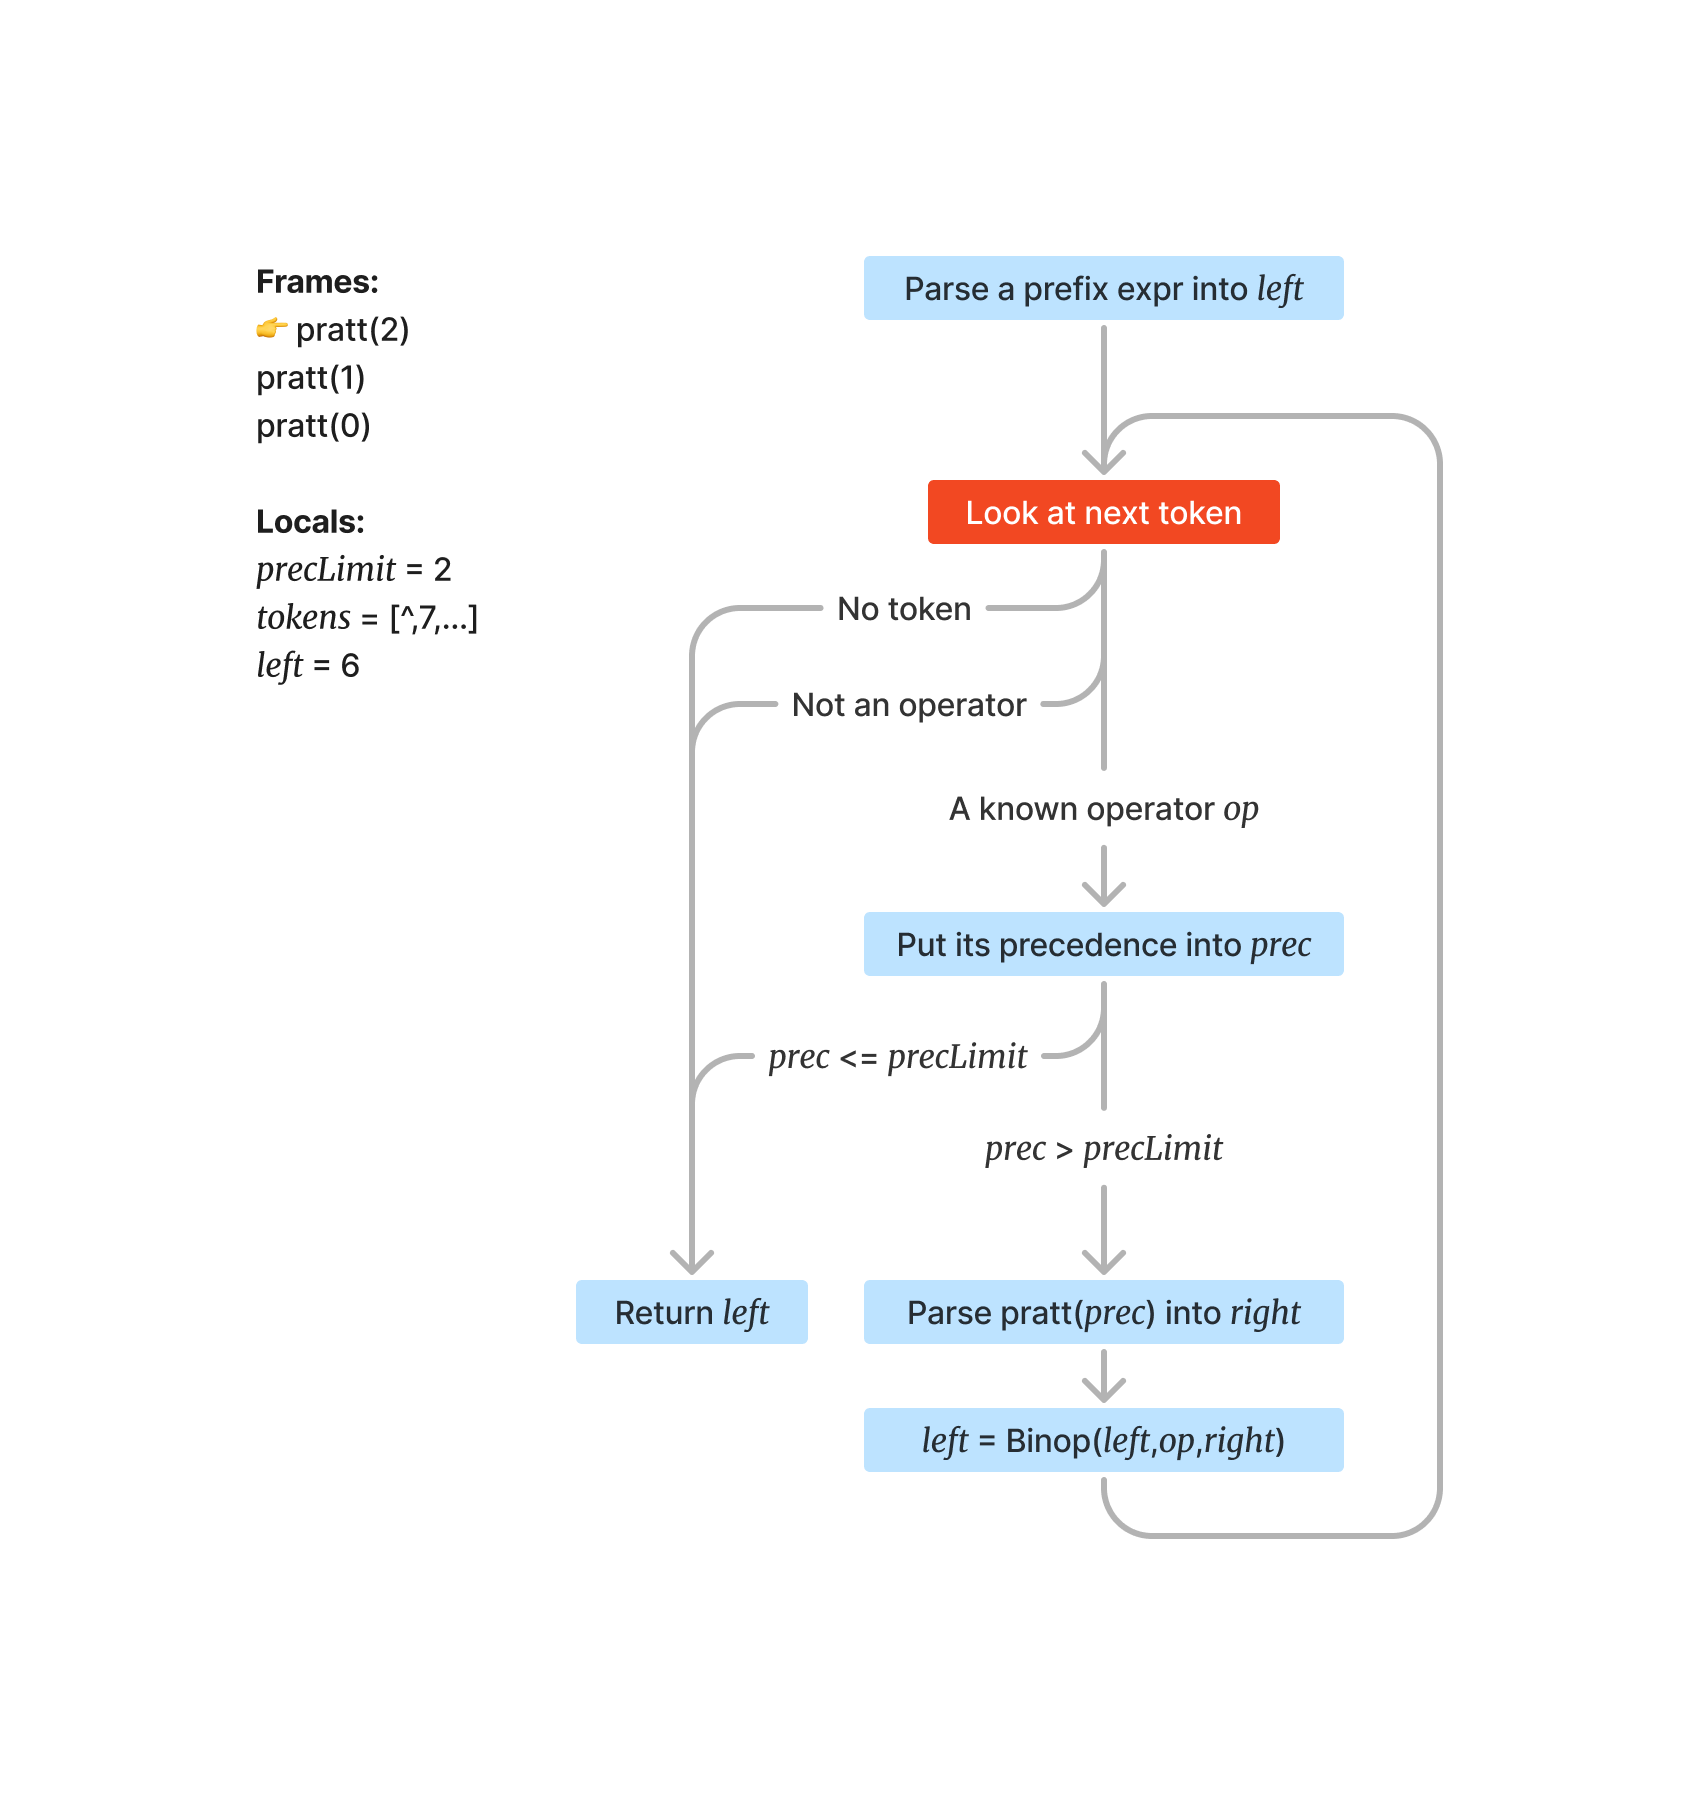 Frames:
👉 pratt(2)
pratt(1)
pratt(0)
Locals:
precLimit = 2
tokens = [^,7,...]
left = 6
Parse a prefix expr into left
Look at next token
No token
Not an operator
A known operator op
Put its precedence into prec
prec <= precLimit
prec > precLimit
Return left
Parse pratt(prec) into right
left = Binop(left,op,right)